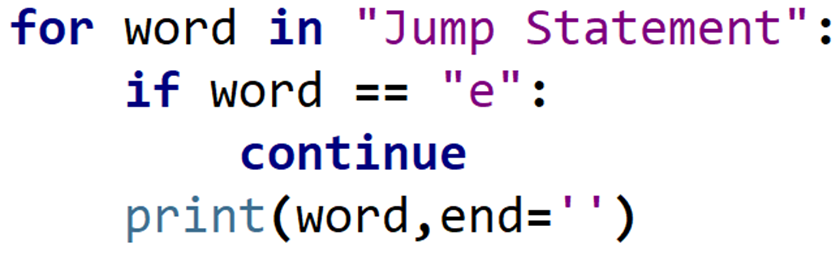 for word in "Jump Statement":
    if word == "e":
        continue
    print(word,end='')